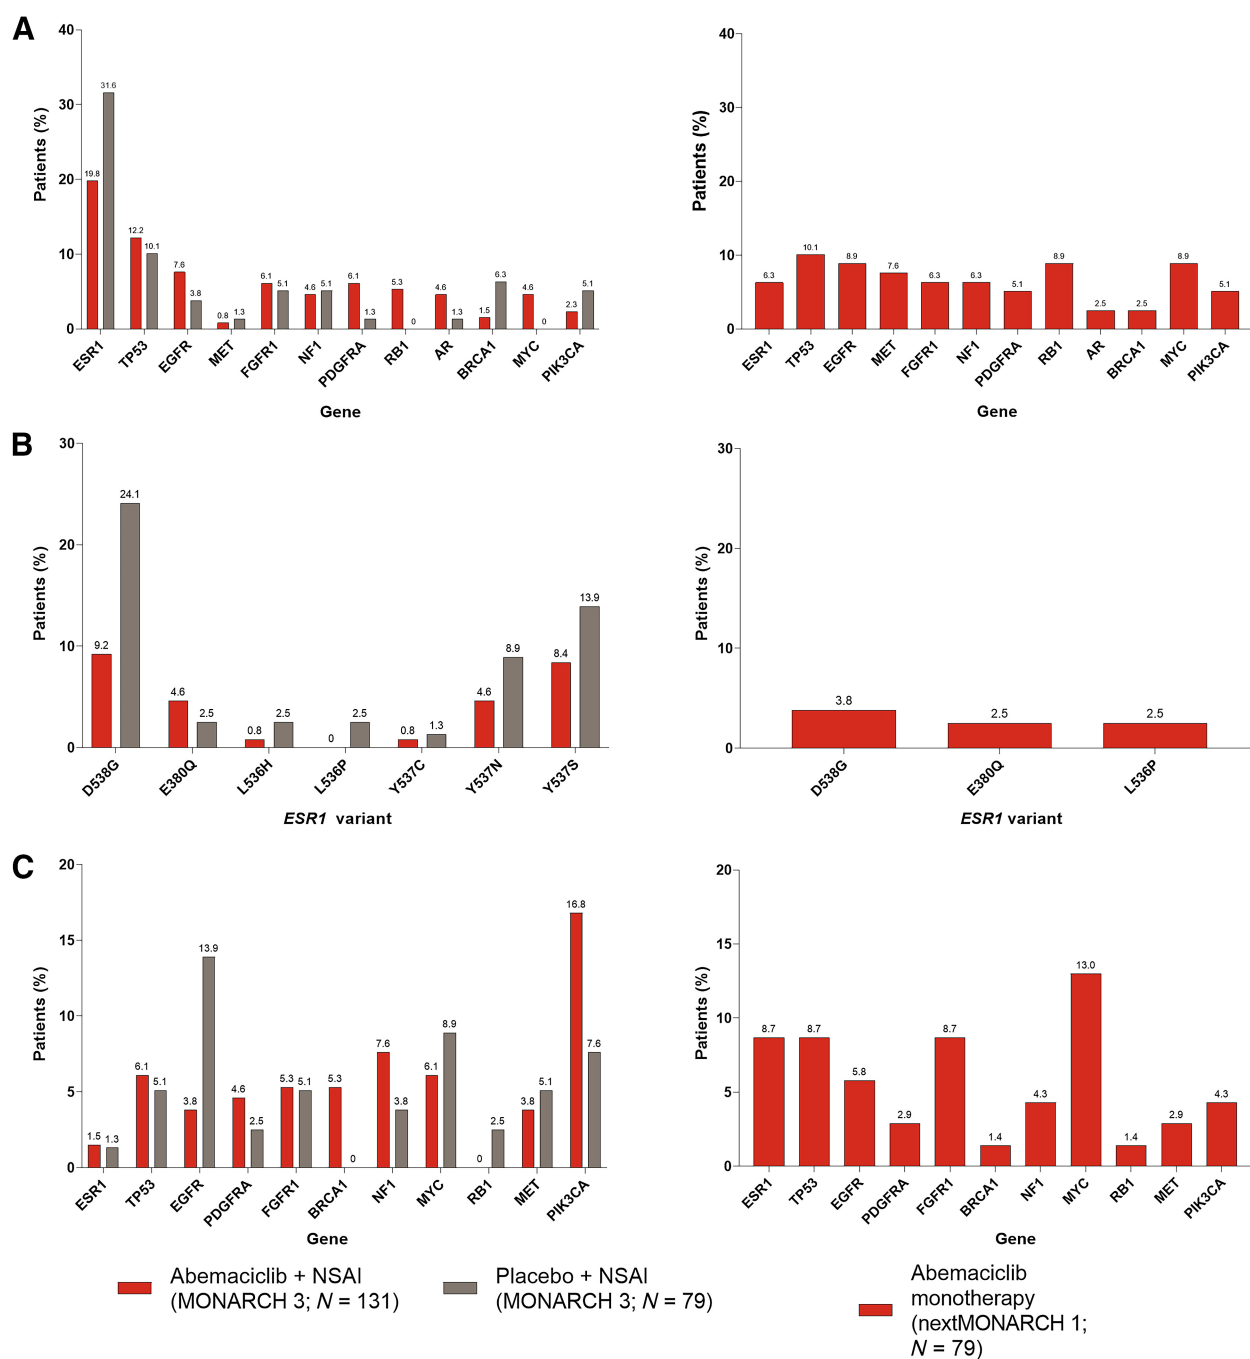 A
40
30
20
10
0
Patients (%)
19.8
31.6
12.2
10.1
7.6
3.8
0.8
1.3
6.1
5.1
4.6
5.1
6.1
1.3
5.3
0
4.6
1.3
1.5
6.3
4.6
0
2.3
5.1
ESR1
TP53
EGFR
MET
FGFR1
NF1
PDGFRA
RB1
AR
BRCA1
MYC
PIK3CA
Gene
40
30
20
10
0
Patients (%)
6.3
10.1
8.9
7.6
6.3
6.3
5.1
8.9
2.5
2.5
8.9
5.1
ESR1
TP53
EGFR
MET
FGFR1
NF1
PDGFRA
RB1
AR
BRCA1
MYC
PIK3CA
Gene
B
30
20
10
0
Patients (%)
9.2
24.1
4.6
2.5
0.8
2.5
0
2.5
0.8
1.3
4.6
8.9
8.4
13.9
D538G
E380Q
L536H
L536P
Y537C
Y537N
Y537S
ESR1 variant
30
20
10
0
Patients (%)
3.8
2.5
2.5
D538G
E380Q
L536P
ESR1 variant
C
20
15
10
5
0
Patients (%)
1.5
1.3
6.1
5.1
3.8
13.9
4.6
2.5
5.3
5.1
5.3
0
7.6
3.8
6.1
8.9
0
2.5
3.8
5.1
16.8
7.6
ESR1
TP53
EGFR
PDGFRA
FGFR1
BRCA1
NF1
MYC
RB1
MET
PIK3CA
Gene
20
15
10
5
0
Patients (%)
8.7
8.7
5.8
2.9
8.7
1.4
4.3
13.0
1.4
2.9
4.3
ESR1
TP53
EGFR
PDGFRA
FGFR1
BRCA1
NF1
MYC
RB1
MET
PIK3CA
Gene
Abemaciclib + NSAI
(MONARCH 3; N = 131)
Placebo + NSAI
(MONARCH 3; N = 79)
Abemaciclib
monotherapy
(nextMONARCH 1;
N = 79)